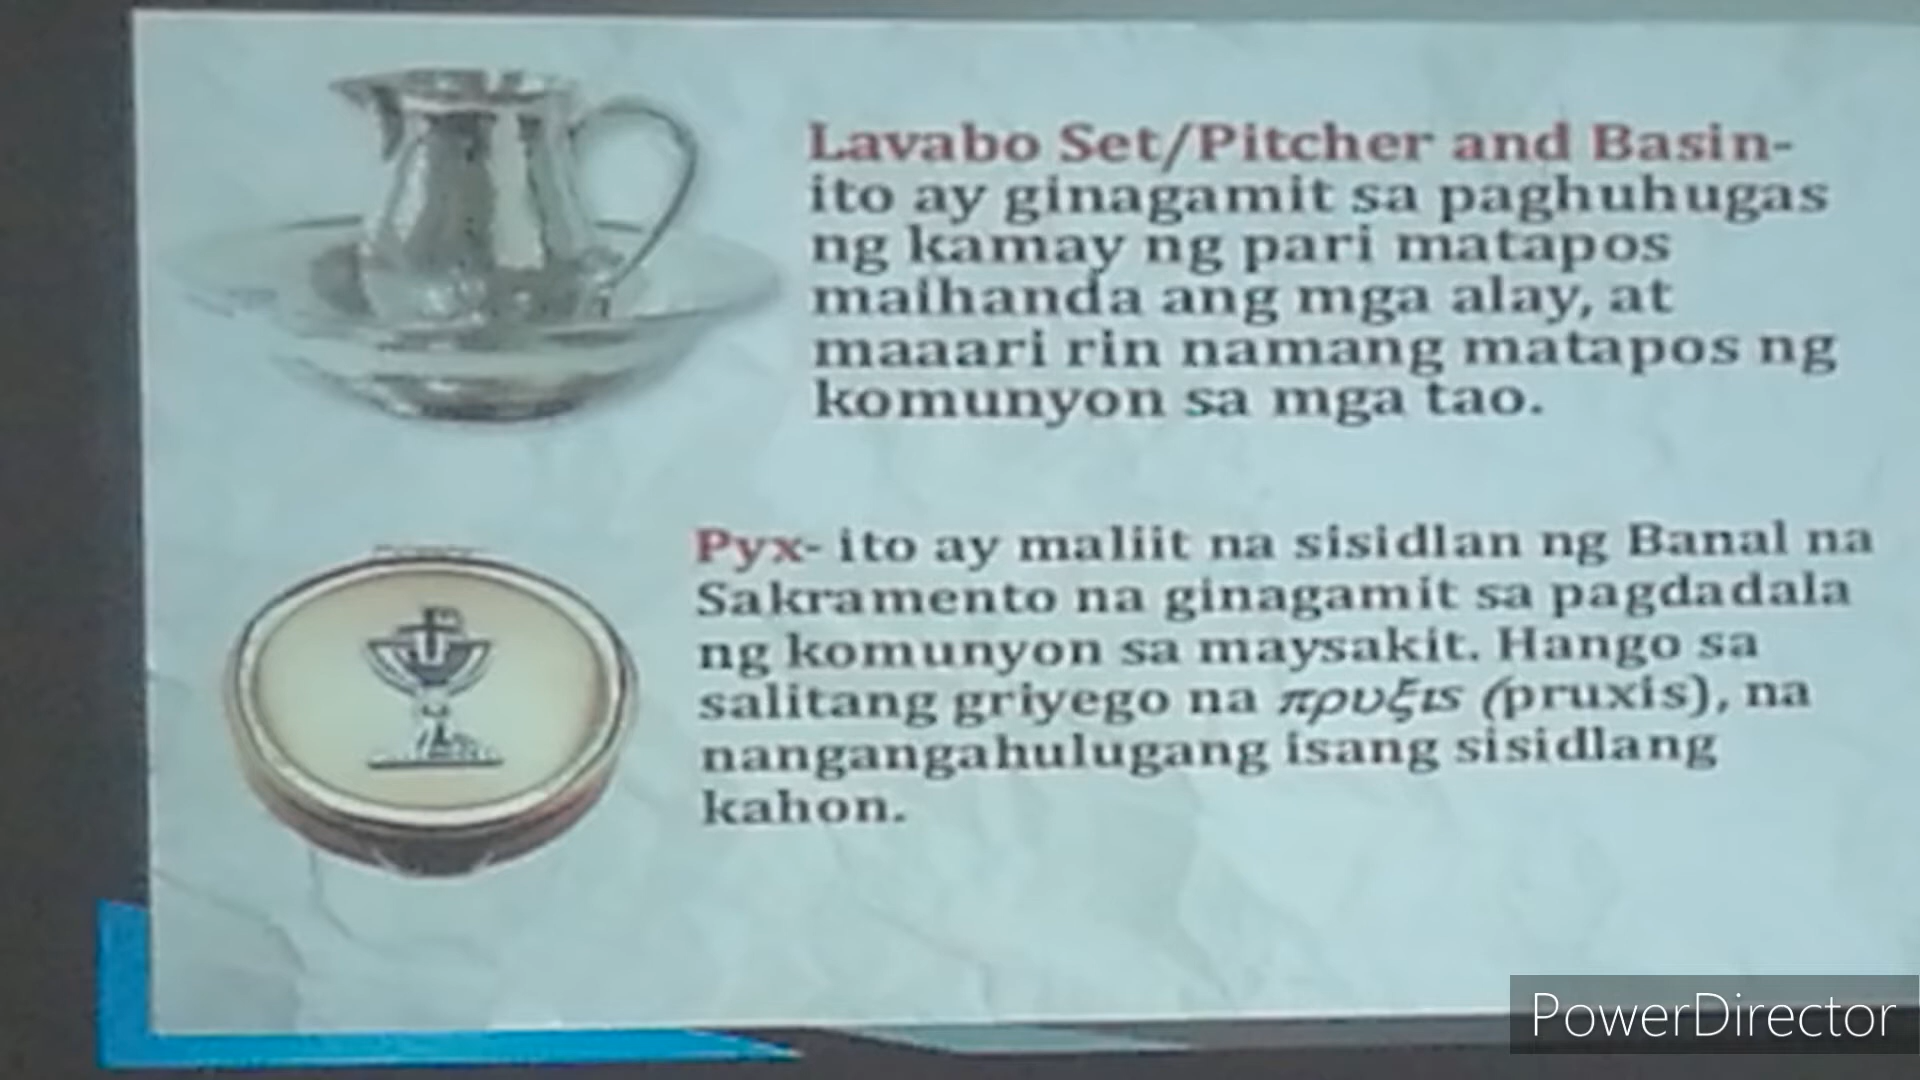 Lavabo Set/Pitcher and Basin-
ito ay ginagamit sa paghuhugas
ng kamay ng pari matapos
maihanda ang mga alay, at
maaari rin namang matapos ng
komunyon sa mga tao.
Pyx- ito ay maliit na sisidlan ng Banal na
Sakramento na ginagamit sa pagdadala
ng komunyon sa maysakit. Hango sa
salitang griyego na πρυξις (pruxis), na
nangangahulugang isang sisidlang
kahon.
PowerDirector